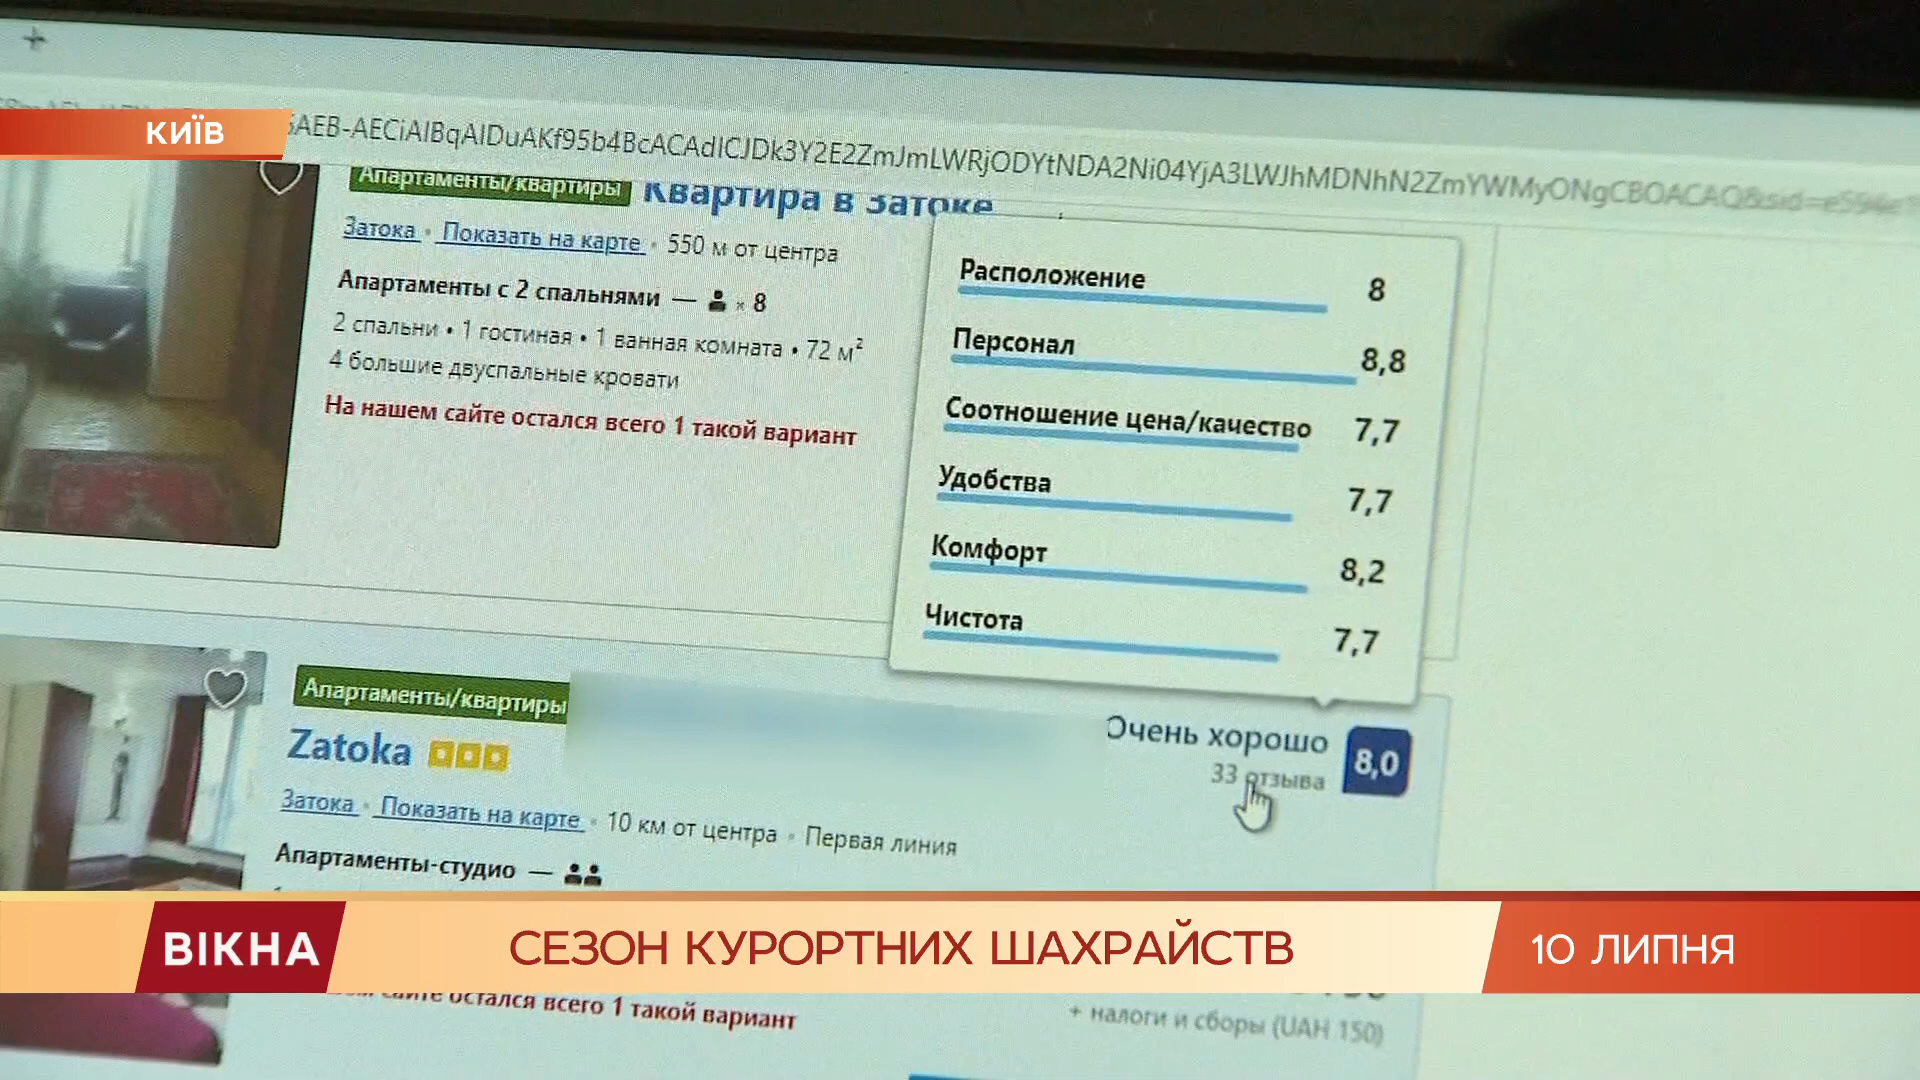 КИЇВ
AEB-AECiAIBqAIDuAKf95b4BcACAdICJDk3Y2E2ZmJmLWRjODYtNDA2Ni04YjA3LWJhMDNhN2ZmYWMyONgCBOACAQ&sid=
Апартаменты/квартиры Квартира в Затоке
Затока • Показать на карте • 550 м от центра
Апартаменты с 2 спальнями — × 8
2 спальни • 1 гостиная • 1 ванная комната • 72 м²
4 большие двуспальные кровати
На нашем сайте остался всего 1 такой вариант
Расположение 8
Персонал 8,8
Соотношение цена/качество 7,7
Удобства 7,7
Комфорт 8,2
Чистота 7,7
Апартаменты/квартиры
Zatoka
Очень хорошо 8,0
33 отзыва
Затока • Показать на карте • 10 км от центра • Первая линия
Апартаменты-студио —
ВІКНА
СЕЗОН КУРОРТНИХ ШАХРАЙСТВ
10 ЛИПНЯ
сайте остался всего 1 такой вариант
+ налоги и сборы (UAH 150)